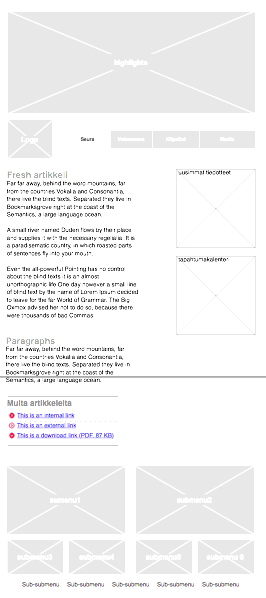 highlights
Logo
Seura
Fresh artikkeli
Far far away, behind the word mountains, far
from the countries Vokalia and Consonantia,
there live the blind texts. Separated they live in
Bookmarksgrove right at the coast of the
Semantics, a large language ocean.
A small river named Duden flows by their place
and supplies it with the necessary regelialia. It is
a paradisematic country, in which roasted parts
of sentences fly into your mouth.
Even the all-powerful Pointing has no control
about the blind texts it is an almost
unorthographic life One day however a small line
of blind text by the name of Lorem Ipsum decided
to leave for the far World of Grammar. The Big
Oxmox advised her not to do so, because there
were thousands of bad Commas
uusimmat tiedotteet
tapahtumakalenteri
Paragraphs
Far far away, behind the word mountains, far
from the countries Vokalia and Consonantia,
there live the blind texts. Separated they live in
Bookmarksgrove right at the coast of the
Semantics, a large language ocean.
Muita artikkeleita
This is an internal link
This is an external link
This is a download link (PDF, 87 KB)
sumenu1
submenu2
submenu3 submenu4 submenu5 submenu 6
Sub-submenu Sub-submenu Sub-submenu Sub-submenu Sub-submenu